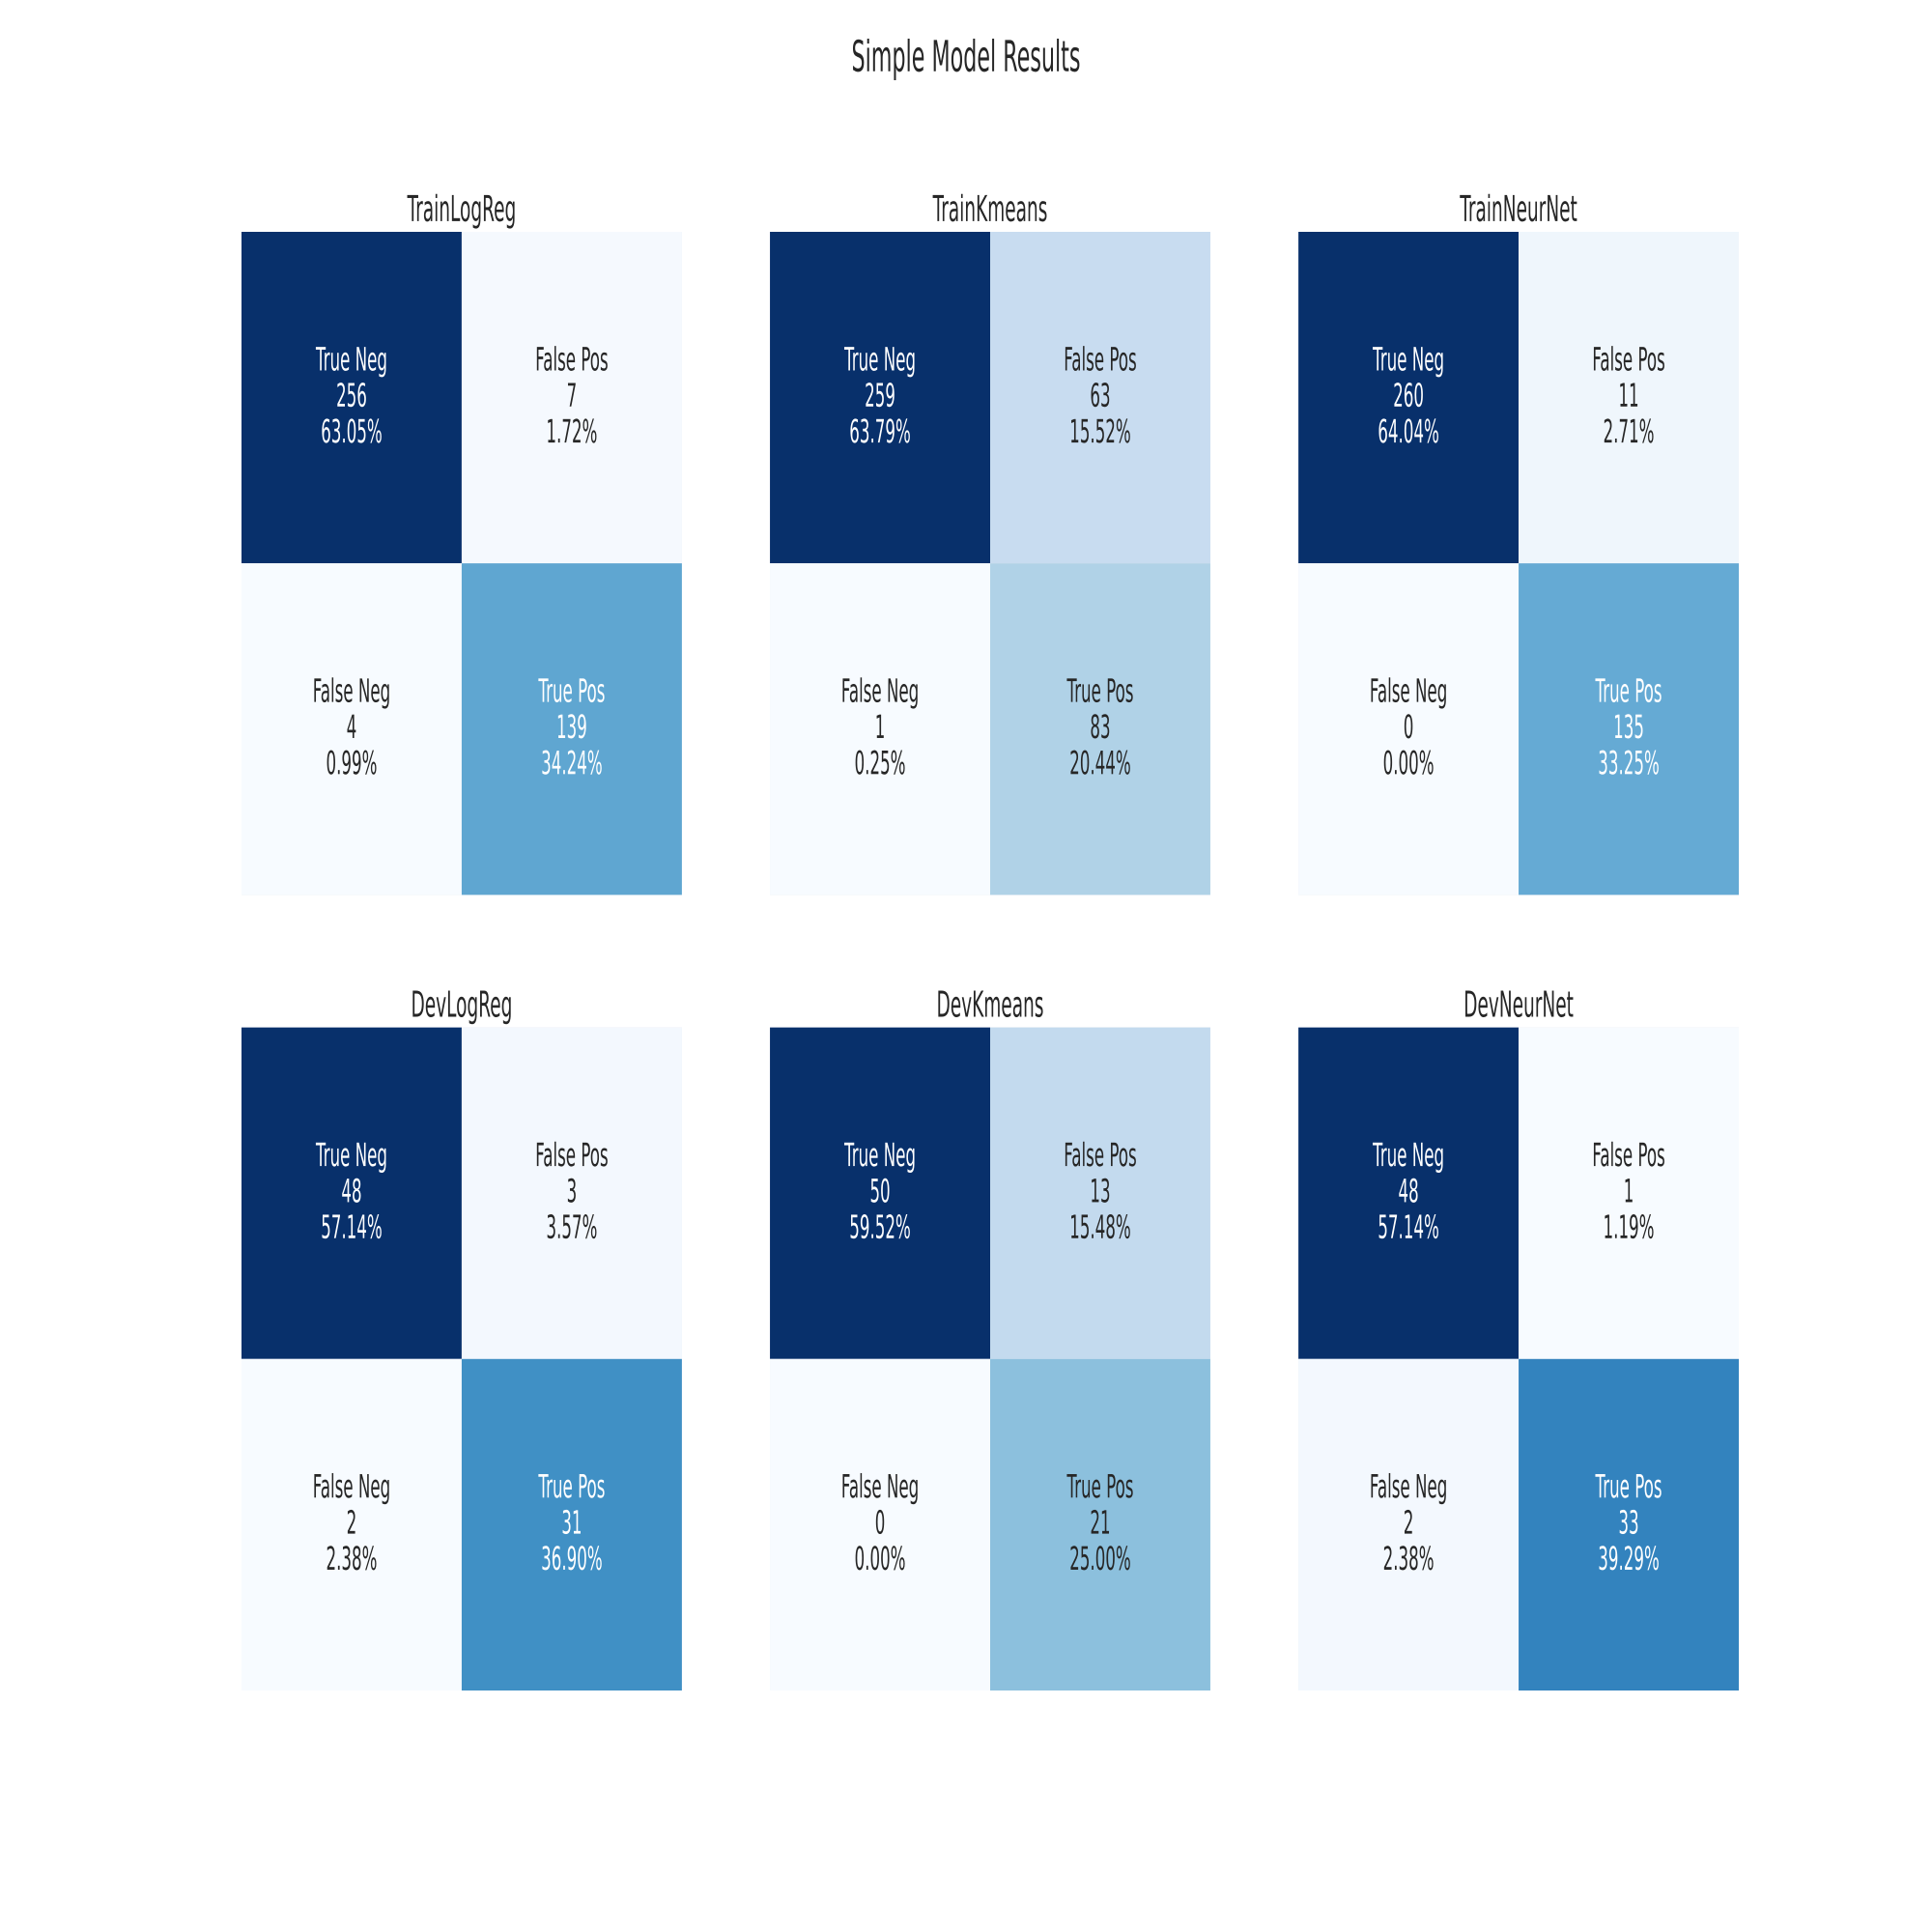 Simple Model Results
TrainLogReg
True Neg
256
63.05%
False Pos
7
1.72%
False Neg
4
0.99%
True Pos
139
34.24%
TrainKmeans
True Neg
259
63.79%
False Pos
63
15.52%
False Neg
1
0.25%
True Pos
83
20.44%
TrainNeurNet
True Neg
260
64.04%
False Pos
11
2.71%
False Neg
0
0.00%
True Pos
135
33.25%
DevLogReg
True Neg
48
57.14%
False Pos
3
3.57%
False Neg
2
2.38%
True Pos
31
36.90%
DevKmeans
True Neg
50
59.52%
False Pos
13
15.48%
False Neg
0
0.00%
True Pos
21
25.00%
DevNeurNet
True Neg
48
57.14%
False Pos
1
1.19%
False Neg
2
2.38%
True Pos
33
39.29%